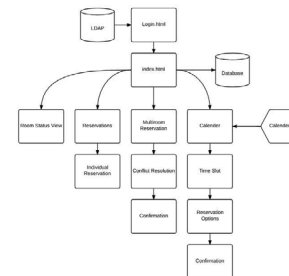 LDAP
Login.html
index.html
Database
Room Status View
Reservations
Multiroom
Reservation
Calender
Calender
Individual
Reservation
Conflict Resolution
Time Slut
Confirmation
Reservation
Options
Confirmation